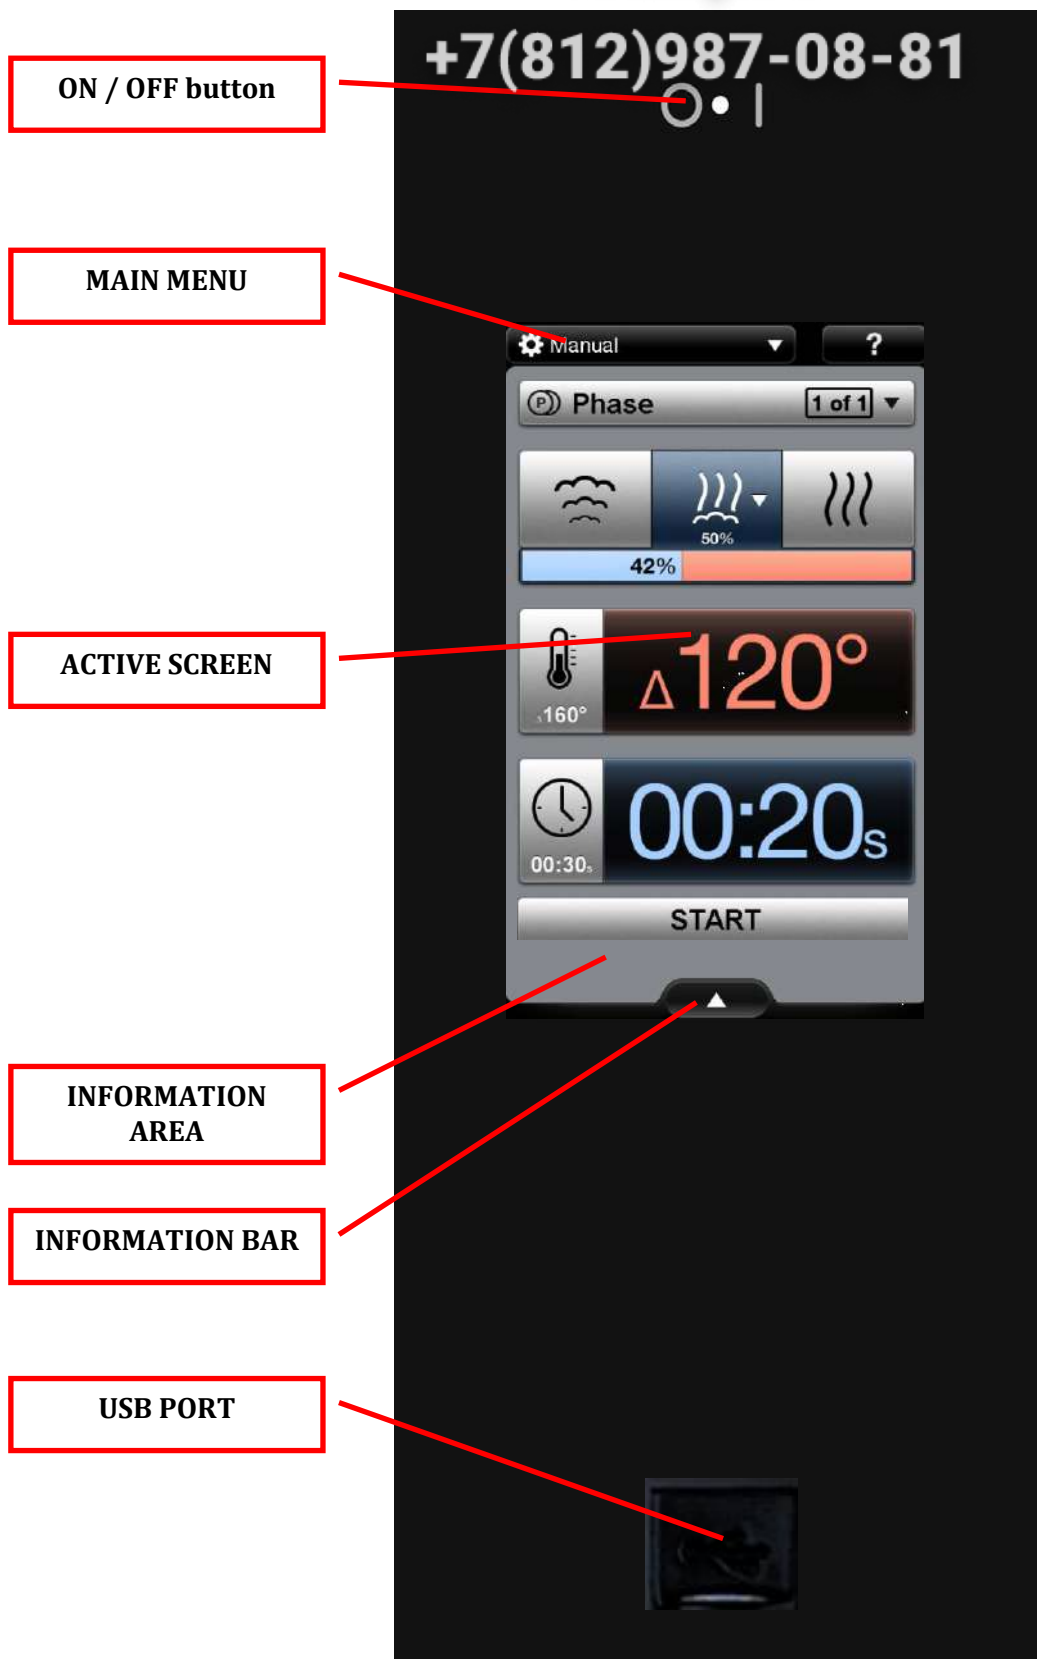 +7(812)987-08-81
ON / OFF button
MAIN MENU
Manual
?
Phase
1 of 1
50%
42%
ACTIVE SCREEN
Δ120°
160°
00:20s
00:30s
START
INFORMATION
AREA
INFORMATION BAR
USB PORT